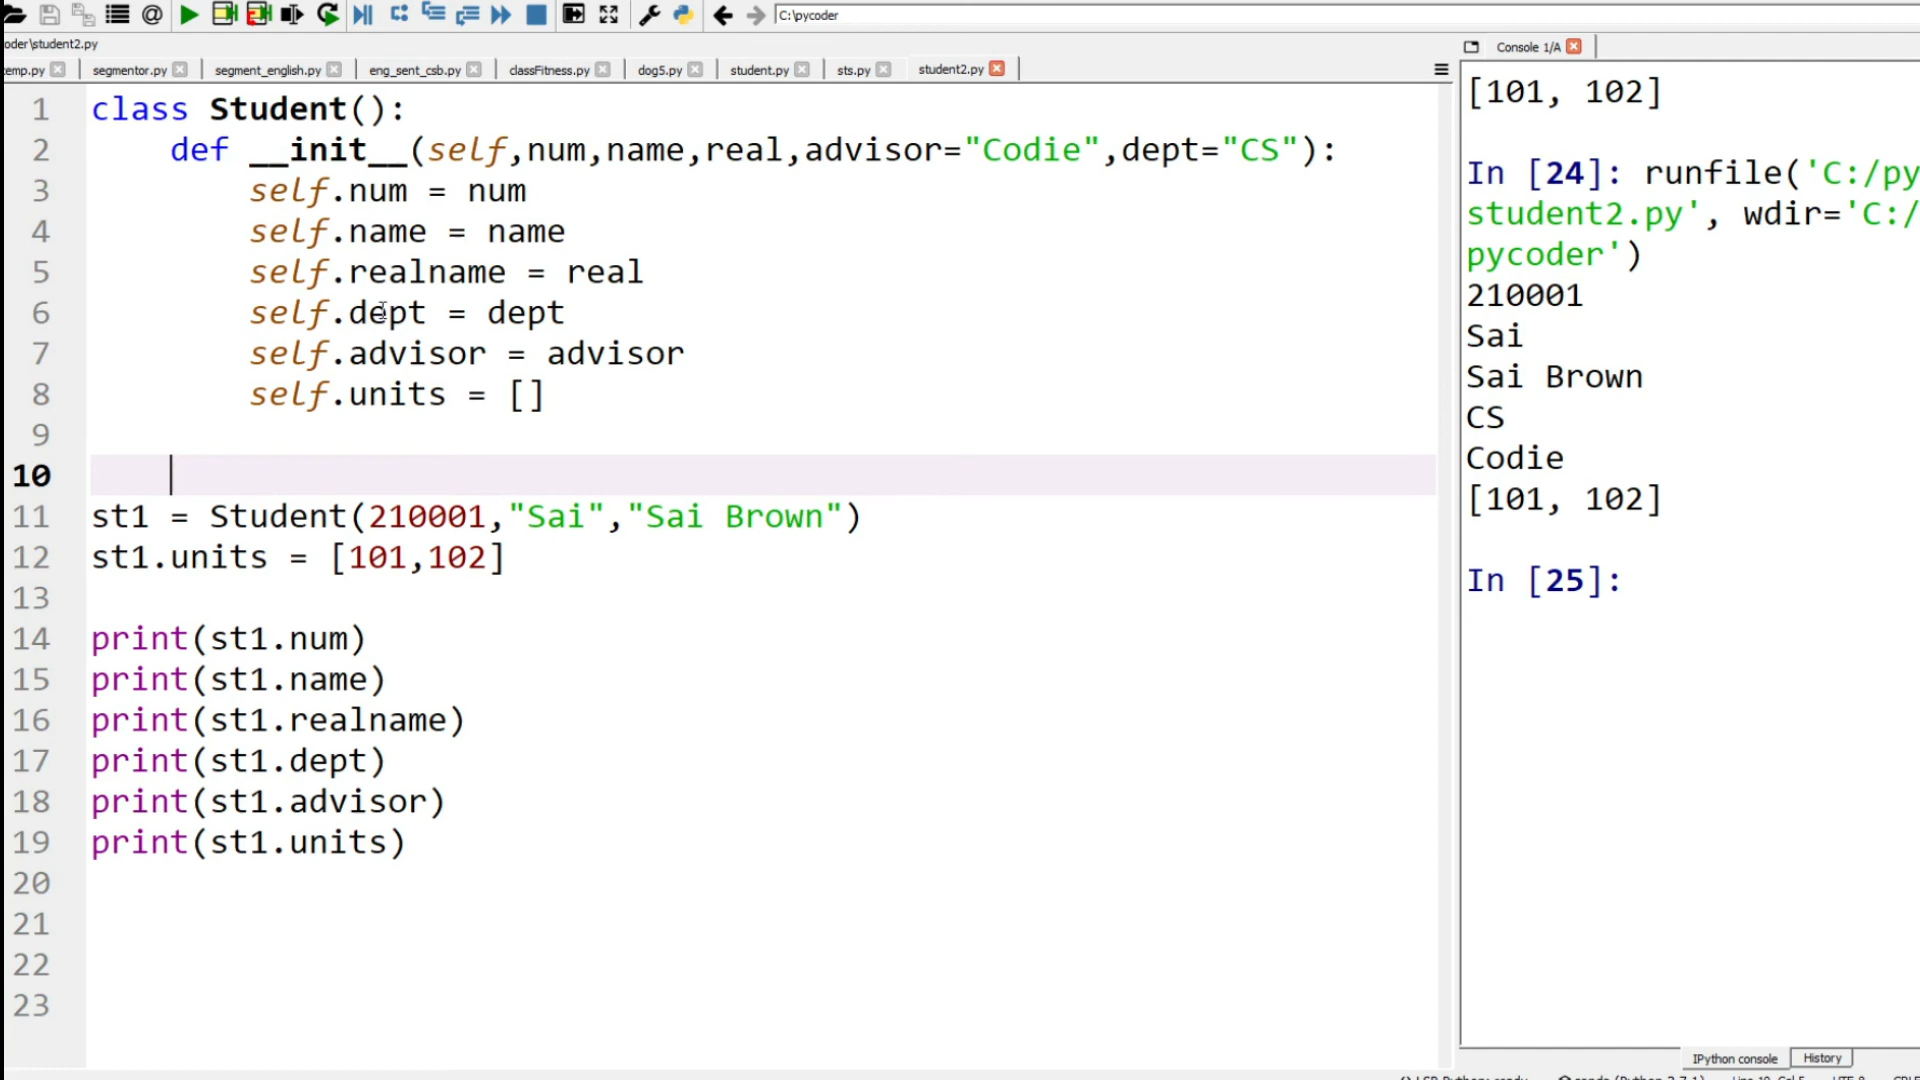 C:\pycoder
oder\student2.py
temp.py segmentor.py segment_english.py eng_sent_csb.py classFitness.py dog5.py student.py sts.py student2.py
1 class Student():
2 def __init__(self,num,name,real,advisor="Codie",dept="CS"):
3 self.num = num
4 self.name = name
5 self.realname = real
6 self.dept = dept
7 self.advisor = advisor
8 self.units = []
9
10
11 st1 = Student(210001,"Sai","Sai Brown")
12 st1.units = [101,102]
13
14 print(st1.num)
15 print(st1.name)
16 print(st1.realname)
17 print(st1.dept)
18 print(st1.advisor)
19 print(st1.units)
20
21
22
23
Console 1/A
[101, 102]
In [24]: runfile('C:/py
student2.py', wdir='C:/
pycoder')
210001
Sai
Sai Brown
CS
Codie
[101, 102]
In [25]:
IPython console History